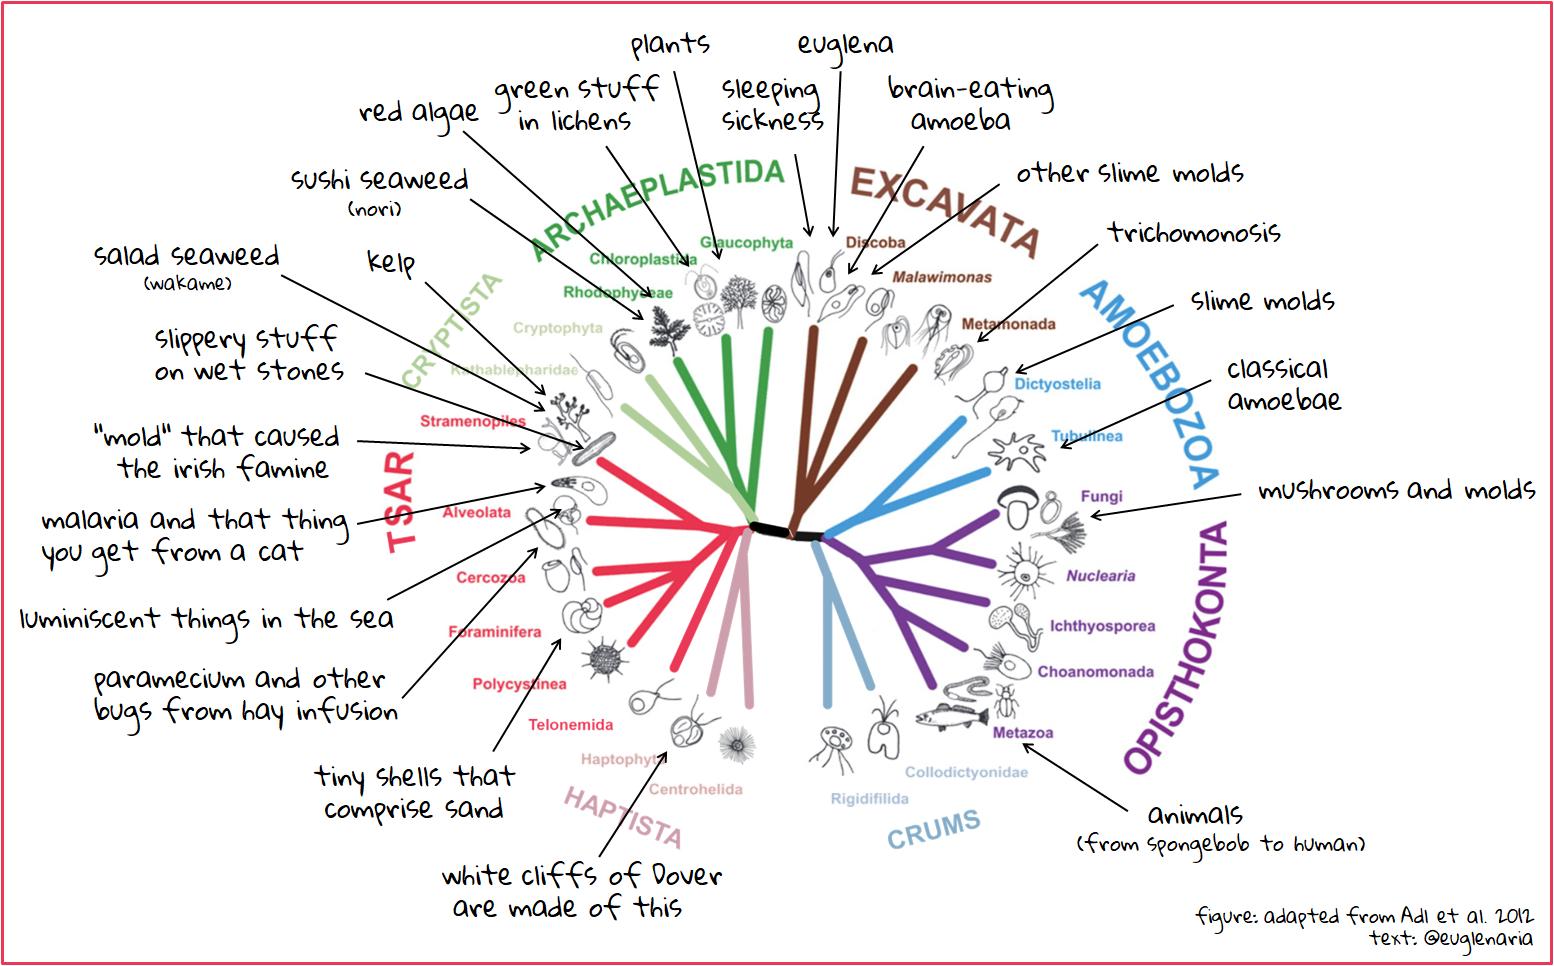 plants
euglena
green stuff
in lichens
sleeping
sickness
brain-eating
amoeba
red algae
other slime molds
sushi seaweed
(nori)
trichomonosis
salad seaweed
(wakame)
kelp
slime molds
slippery stuff
on wet stones
classical
amoebae
"mold" that caused
the irish famine
mushrooms and molds
malaria and that thing
you get from a cat
luminiscent things in the sea
paramecium and other
bugs from hay infusion
tiny shells that
comprise sand
white cliffs of Dover
are made of this
animals
(from spongebob to human)
ARCHAEPLASTIDA
Glaucophyta
Chloroplastida
Rhodophyceae
CRYPTISTA
Cryptophyta
Kathablepharidae
TSAR
Stramenopiles
Alveolata
Cercozoa
Foraminifera
Polycystinea
Telonemida
HAPTISTA
Haptophyta
Centrohelida
CRUMS
Rigidifilida
Collodictyonidae
OPISTHOKONTA
Metazoa
Choanomonada
Ichthyosporea
Nuclearia
Fungi
AMOEBOZOA
Tubulinea
Dictyostelia
EXCAVATA
Metamonada
Malawimonas
Discoba
figure: adapted from Adl et al. 2012
text: @euglenaria